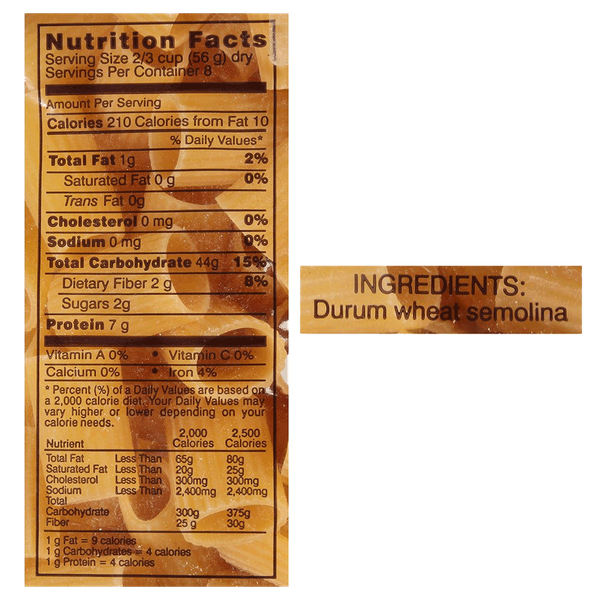 Nutrition Facts
Serving Size 2/3 cup (56 g) dry
Servings Per Container 8
Amount Per Serving
Calories 210 Calories from Fat 10
% Daily Values*
Total Fat 1g 2%
Saturated Fat 0 g 0%
Trans Fat 0g
Cholesterol 0 mg 0%
Sodium 0 mg 0%
Total Carbohydrate 44g 15%
Dietary Fiber 2 g 8%
Sugars 2g
Protein 7 g
Vitamin A 0% • Vitamin C 0%
Calcium 0% • Iron 4%
* Percent (%) of a Daily Values are based on
a 2,000 calorie diet. Your Daily Values may
vary higher or lower depending on your
calorie needs.
2,000 2,500
Nutrient Calories Calories
Total Fat Less Than 65g 80g
Saturated Fat Less Than 20g 25g
Cholesterol Less Than 300mg 300mg
Sodium Less Than 2,400mg 2,400mg
Total
Carbohydrate 300g 375g
Fiber 25 g 30g
1 g Fat = 9 calories
1 g Carbohydrates = 4 calories
1 g Protein = 4 calories
INGREDIENTS:
Durum wheat semolina